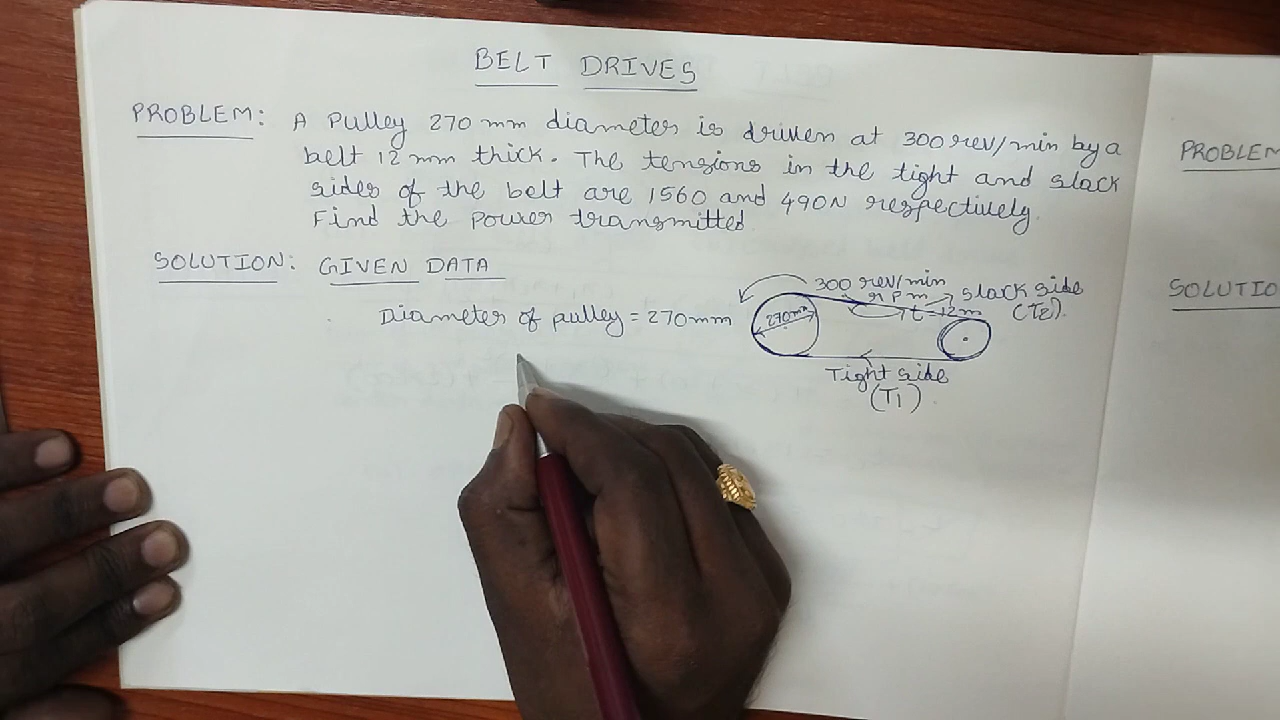 BELT DRIVES
PROBLEM: A Pulley 270 mm diameter is driven at 300 rev/min by a
belt 12 mm thick. The tensions in the tight and slack
sides of the belt are 1560 and 490N respectively.
Find the Power transmitted.
SOLUTION: GIVEN DATA
Diameter of pulley = 270mm
300 rev/min
r P m
slack side
(T2).
270mm
t=12m
Tight side
(T1)
PROBLEM
SOLUTIO